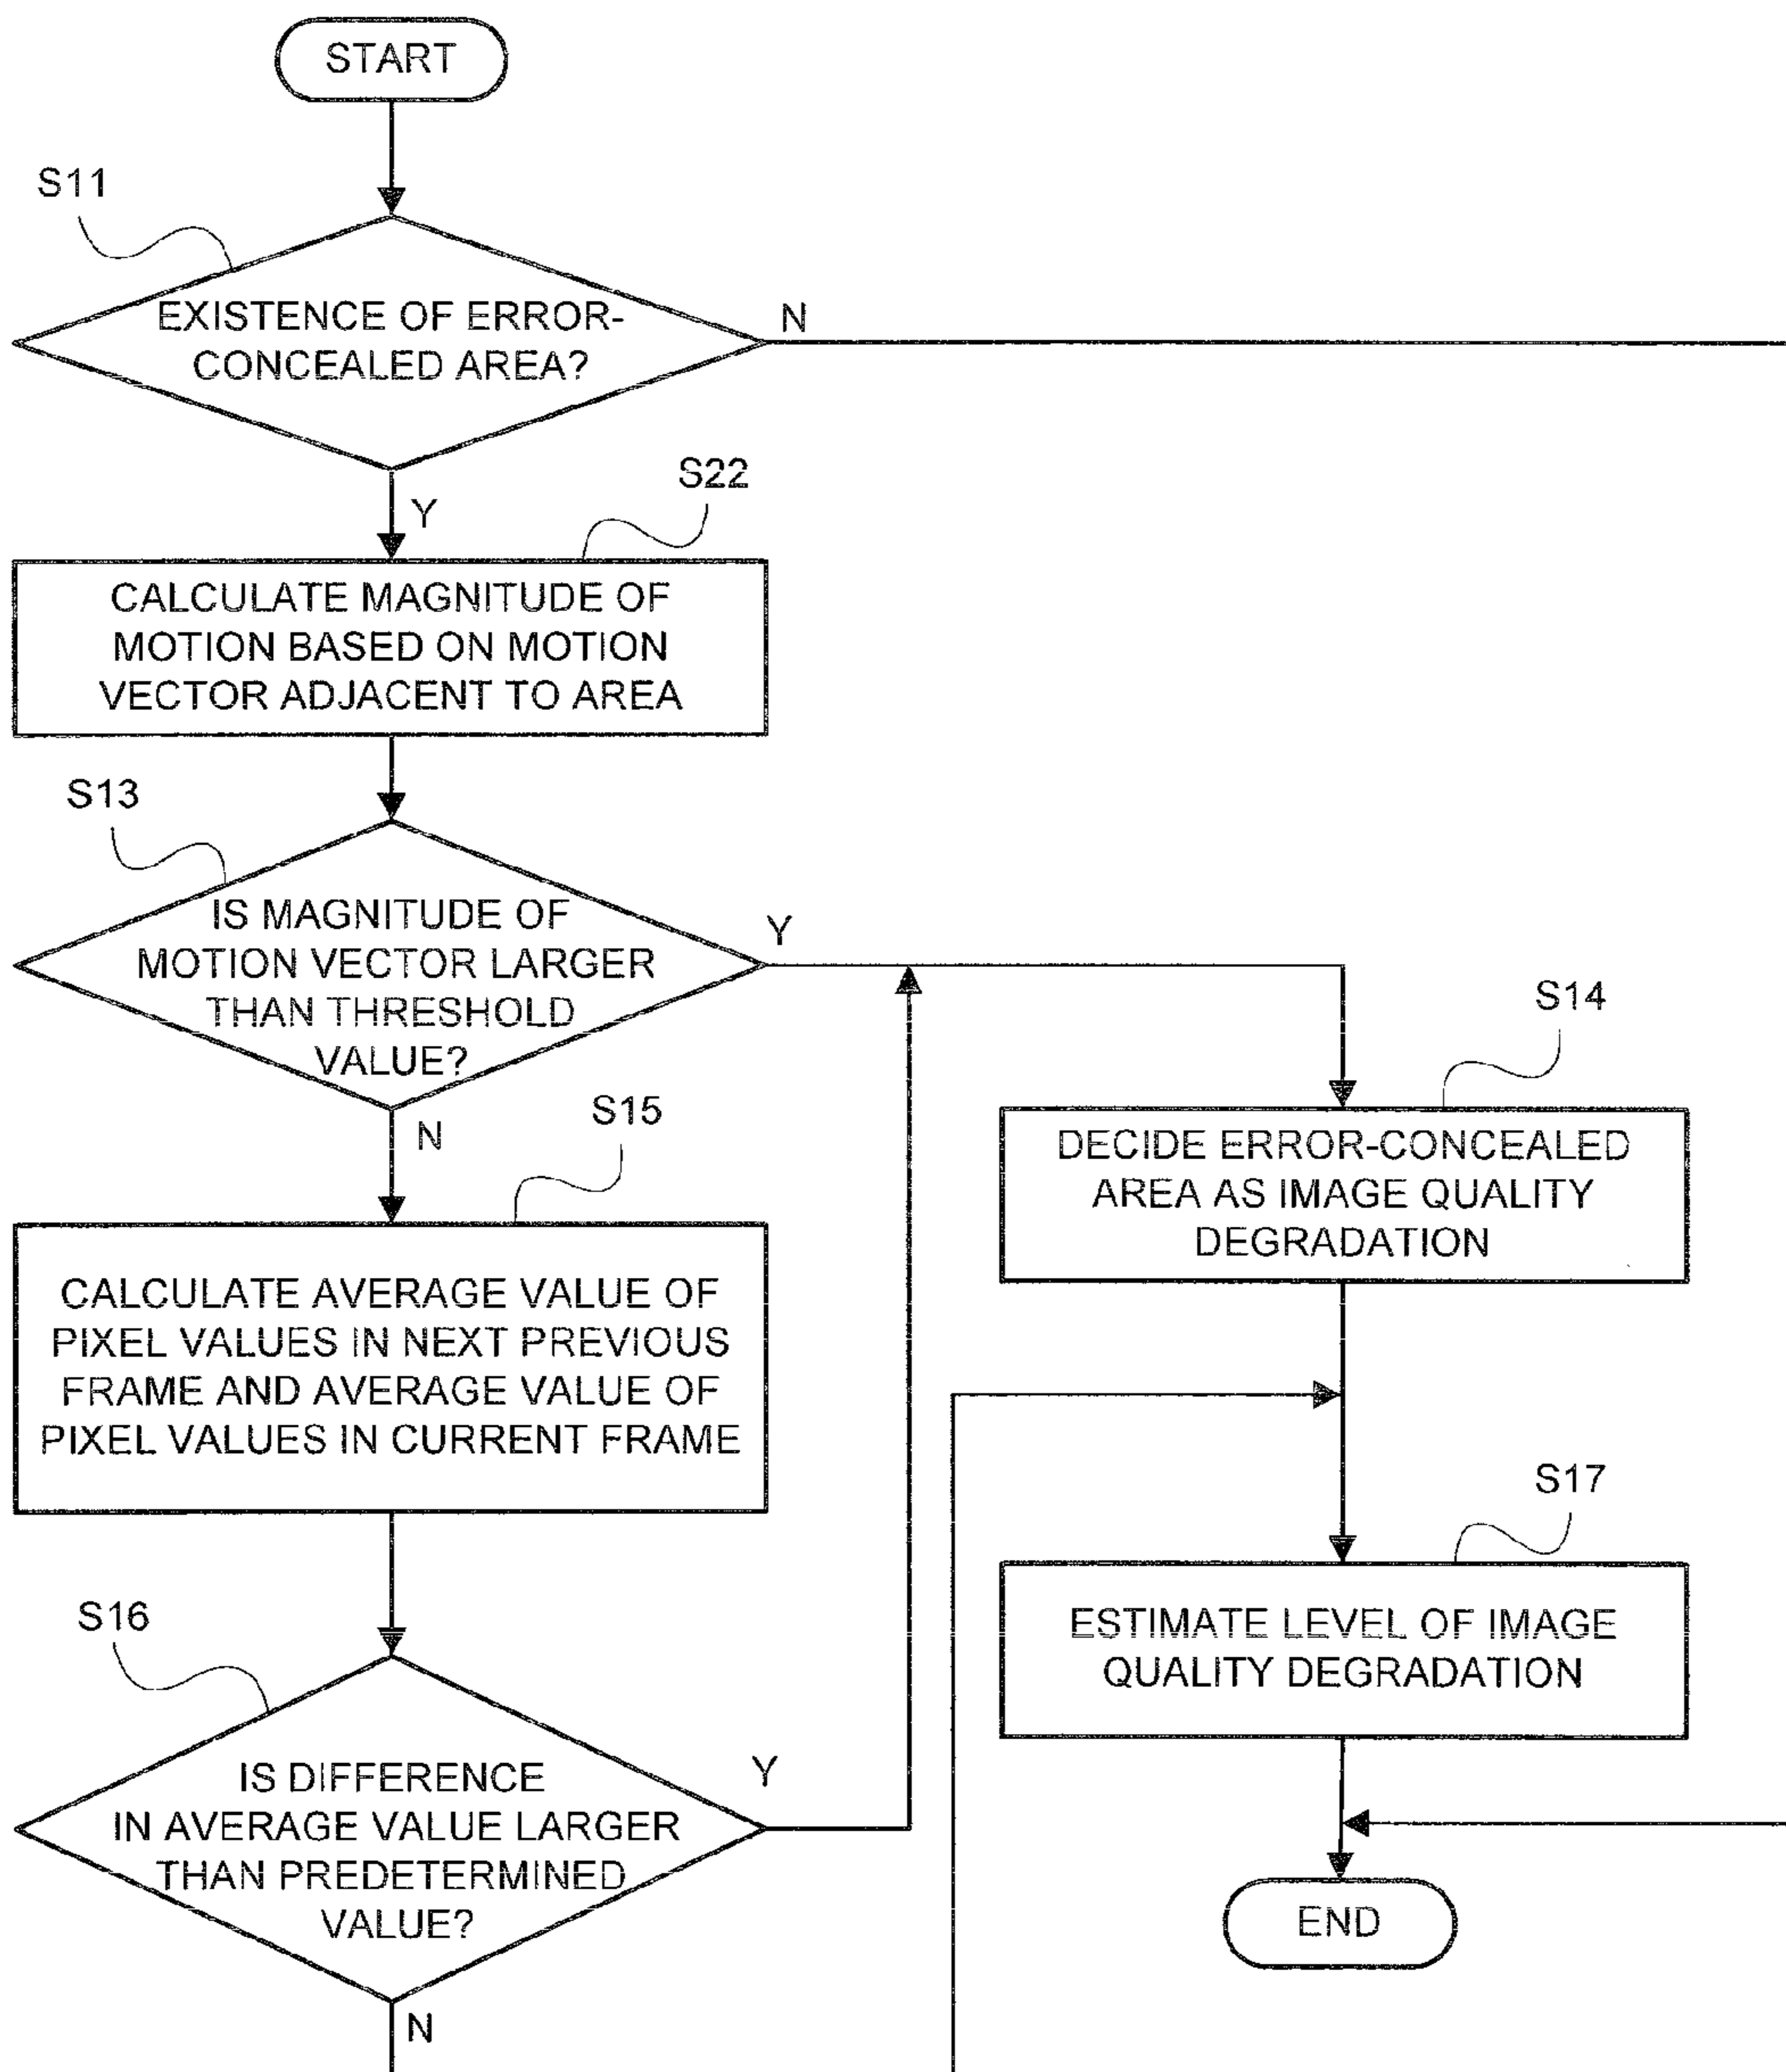 START
S11
EXISTENCE OF ERROR-
CONCEALED AREA?
N
Y
S22
CALCULATE MAGNITUDE OF
MOTION BASED ON MOTION
VECTOR ADJACENT TO AREA
S13
IS MAGNITUDE OF
MOTION VECTOR LARGER
THAN THRESHOLD
VALUE?
Y
N
S15
CALCULATE AVERAGE VALUE OF
PIXEL VALUES IN NEXT PREVIOUS
FRAME AND AVERAGE VALUE OF
PIXEL VALUES IN CURRENT FRAME
S16
IS DIFFERENCE
IN AVERAGE VALUE LARGER
THAN PREDETERMINED
VALUE?
Y
N
S14
DECIDE ERROR-CONCEALED
AREA AS IMAGE QUALITY
DEGRADATION
S17
ESTIMATE LEVEL OF IMAGE
QUALITY DEGRADATION
END